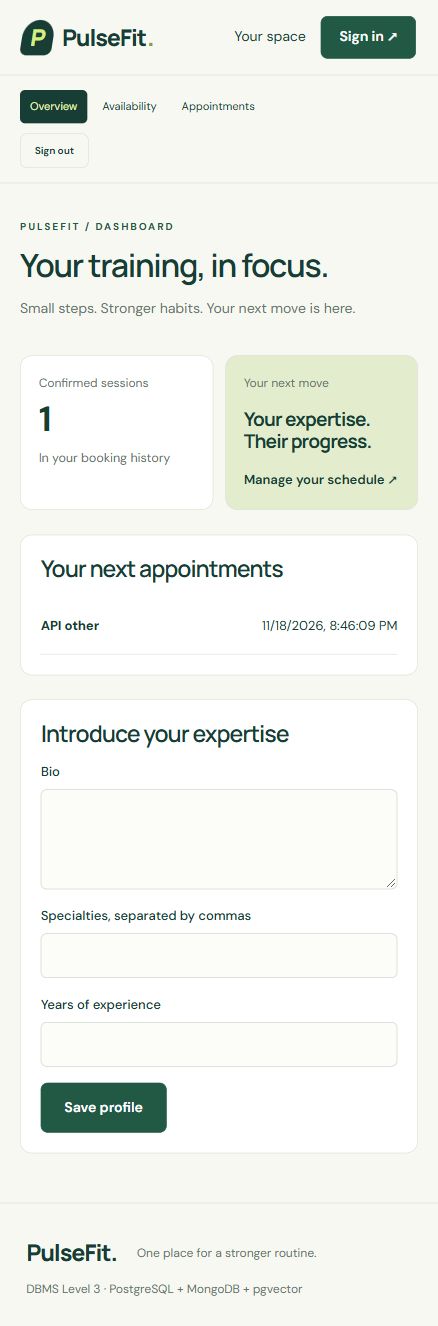 P PulseFit.
Your space
Sign in ↗
Overview
Availability
Appointments
Sign out
PULSEFIT / DASHBOARD
Your training, in focus.
Small steps. Stronger habits. Your next move is here.
Confirmed sessions
1
In your booking history
Your next move
Your expertise.
Their progress.
Manage your schedule ↗
Your next appointments
API other
11/18/2026, 8:46:09 PM
Introduce your expertise
Bio
Specialties, separated by commas
Years of experience
Save profile
PulseFit.
One place for a stronger routine.
DBMS Level 3 · PostgreSQL + MongoDB + pgvector